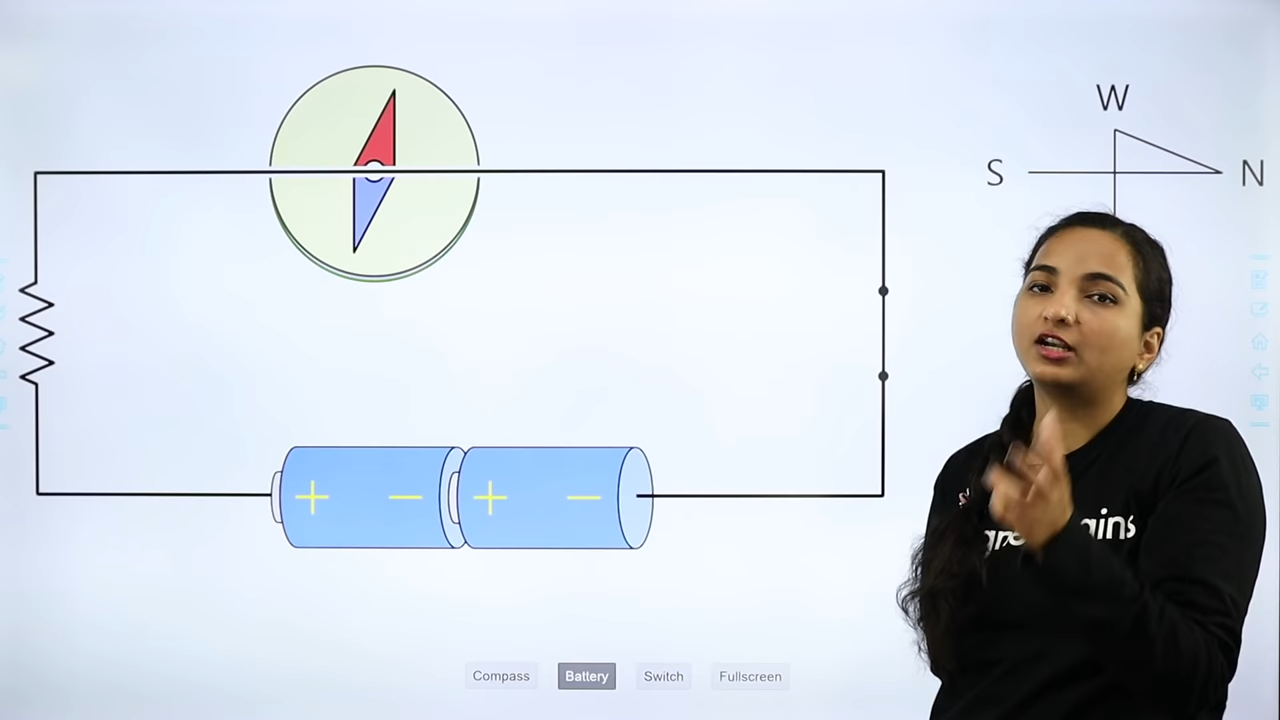 W
S N
+ − + −
Compass Battery Switch Fullscreen